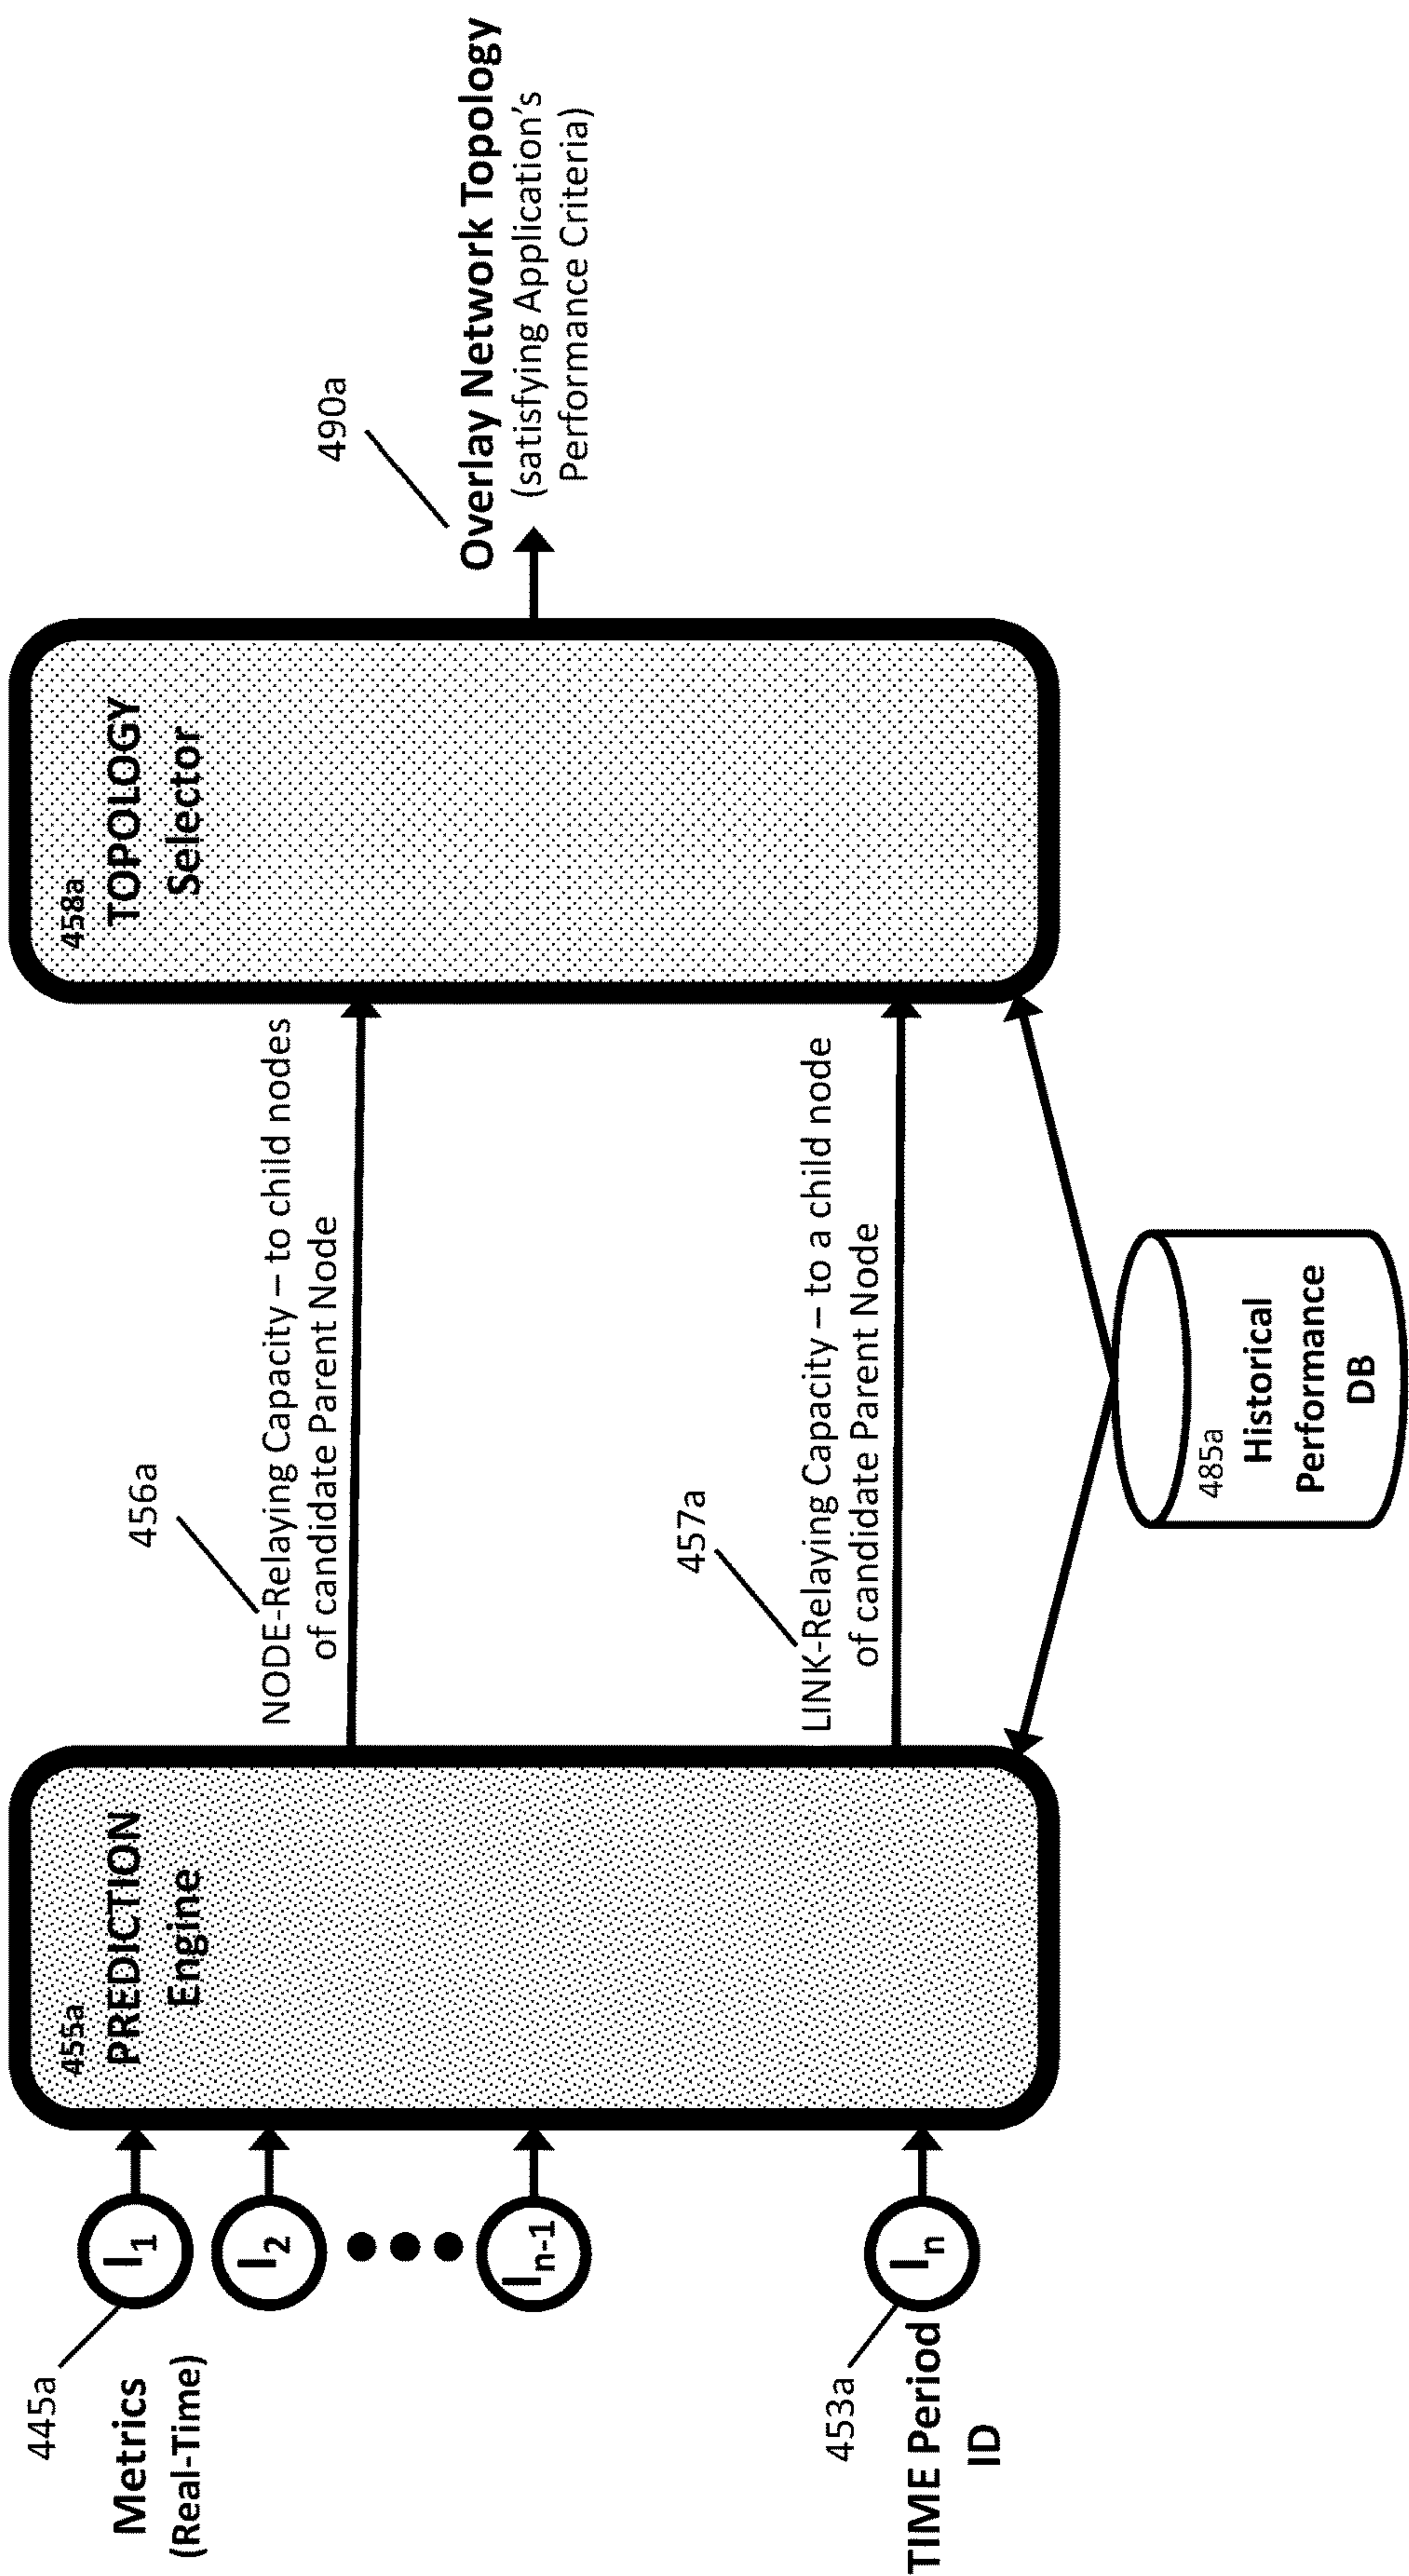 445a
Metrics
(Real-Time)
I1
I2
In-1
In
453a
TIME Period
ID
455a
PREDICTION
Engine
456a
NODE-Relaying Capacity – to child nodes
of candidate Parent Node
457a
LINK-Relaying Capacity – to a child node
of candidate Parent Node
485a
Historical
Performance
DB
458a
TOPOLOGY
Selector
490a
Overlay Network Topology
(satisfying Application's
Performance Criteria)